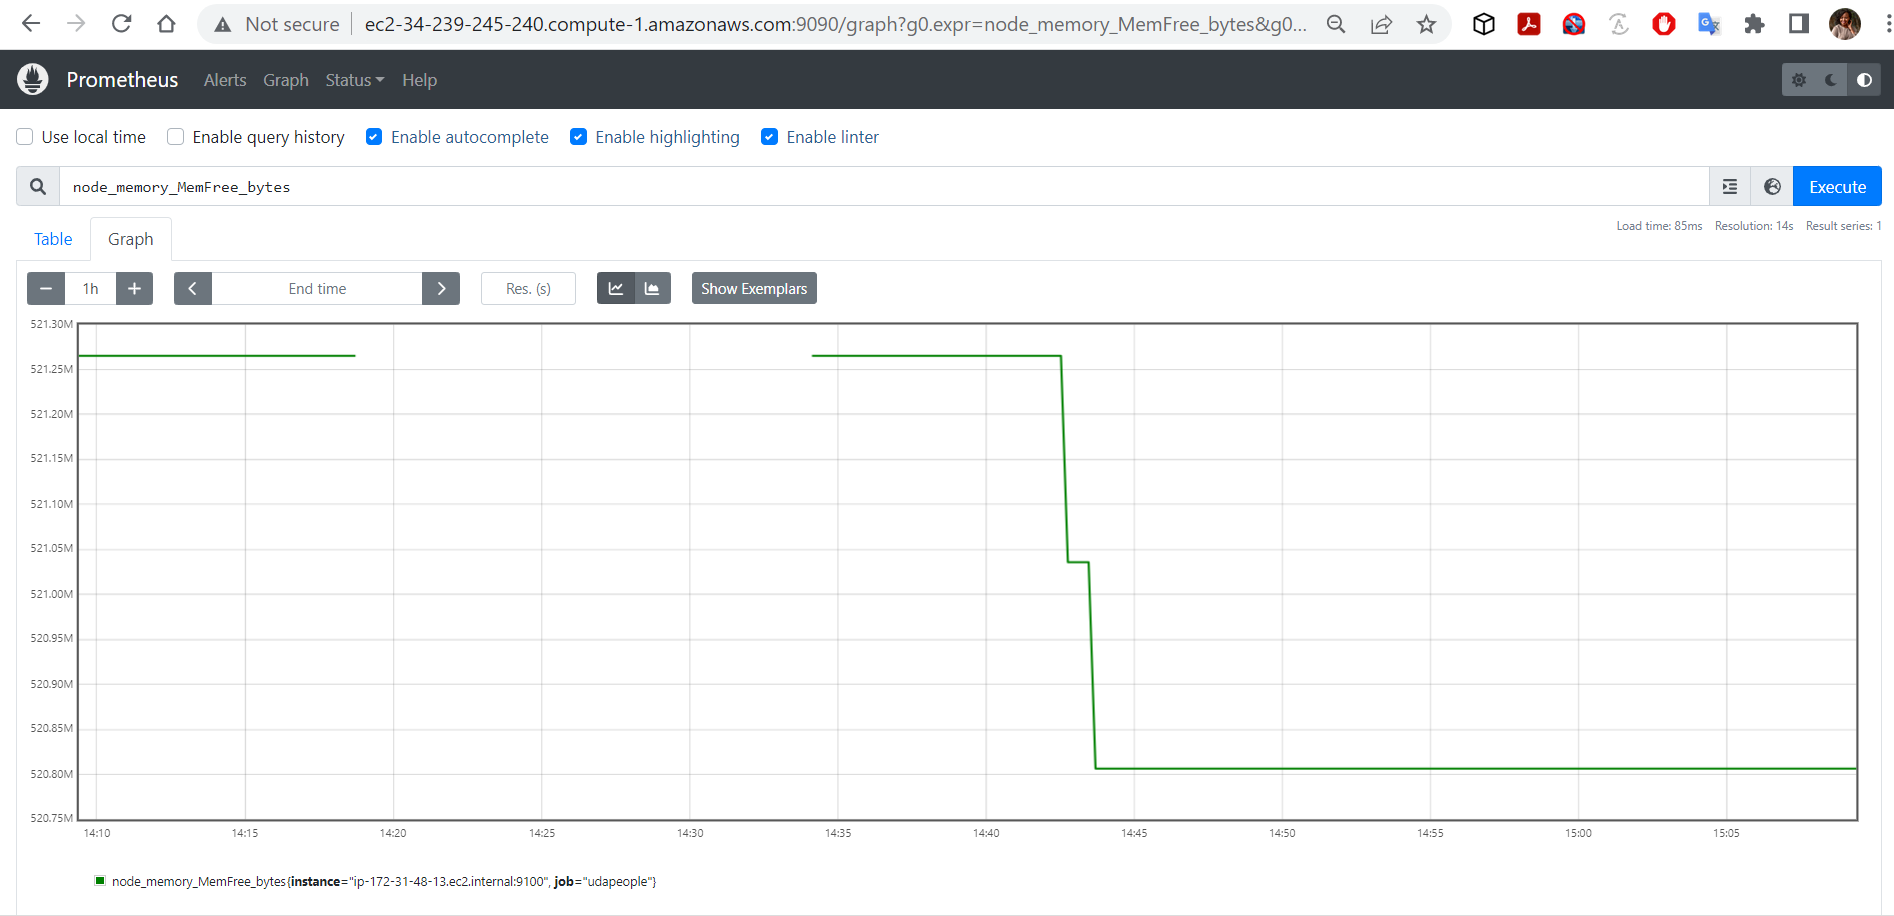 Not secure ec2-34-239-245-240.compute-1.amazonaws.com:9090/graph?g0.expr=node_memory_MemFree_bytes&g0...
Prometheus Alerts Graph Status Help
Use local time Enable query history Enable autocomplete Enable highlighting Enable linter
node_memory_MemFree_bytes Execute
Load time: 85ms Resolution: 14s Result series: 1
Table Graph
1h End time Res. (s) Show Exemplars
521.30M
521.25M
521.20M
521.15M
521.10M
521.05M
521.00M
520.95M
520.90M
520.85M
520.80M
520.75M
14:10 14:15 14:20 14:25 14:30 14:35 14:40 14:45 14:50 14:55 15:00 15:05
node_memory_MemFree_bytes{instance="ip-172-31-48-13.ec2.internal:9100", job="udapeople"}